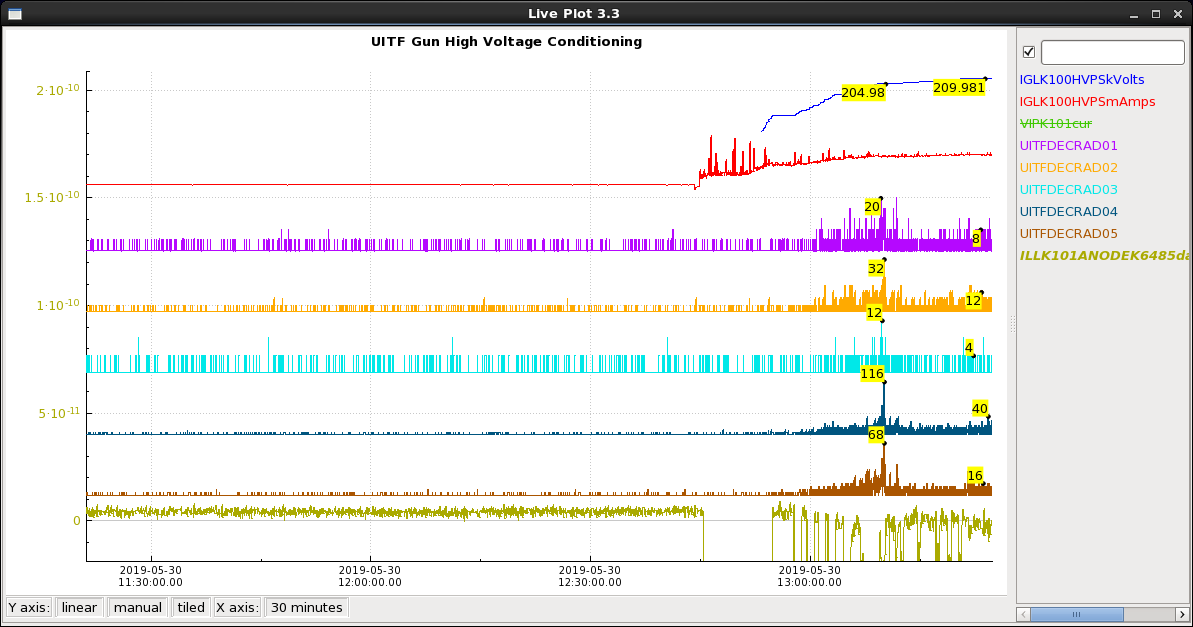 Live Plot 3.3
UITF Gun High Voltage Conditioning
2·10⁻¹⁰
1.5·10⁻¹⁰
1·10⁻¹⁰
5·10⁻¹¹
0
204.98
209.981
20
8
32
12
12
4
116
40
68
16
2019-05-30
11:30:00.00
2019-05-30
12:00:00.00
2019-05-30
12:30:00.00
2019-05-30
13:00:00.00
IGLK100HVPSkVolts
IGLK100HVPSmAmps
VIPK101cur
UITFDECRAD01
UITFDECRAD02
UITFDECRAD03
UITFDECRAD04
UITFDECRAD05
ILLK101ANODEK6485da
Y axis: linear manual tiled X axis: 30 minutes